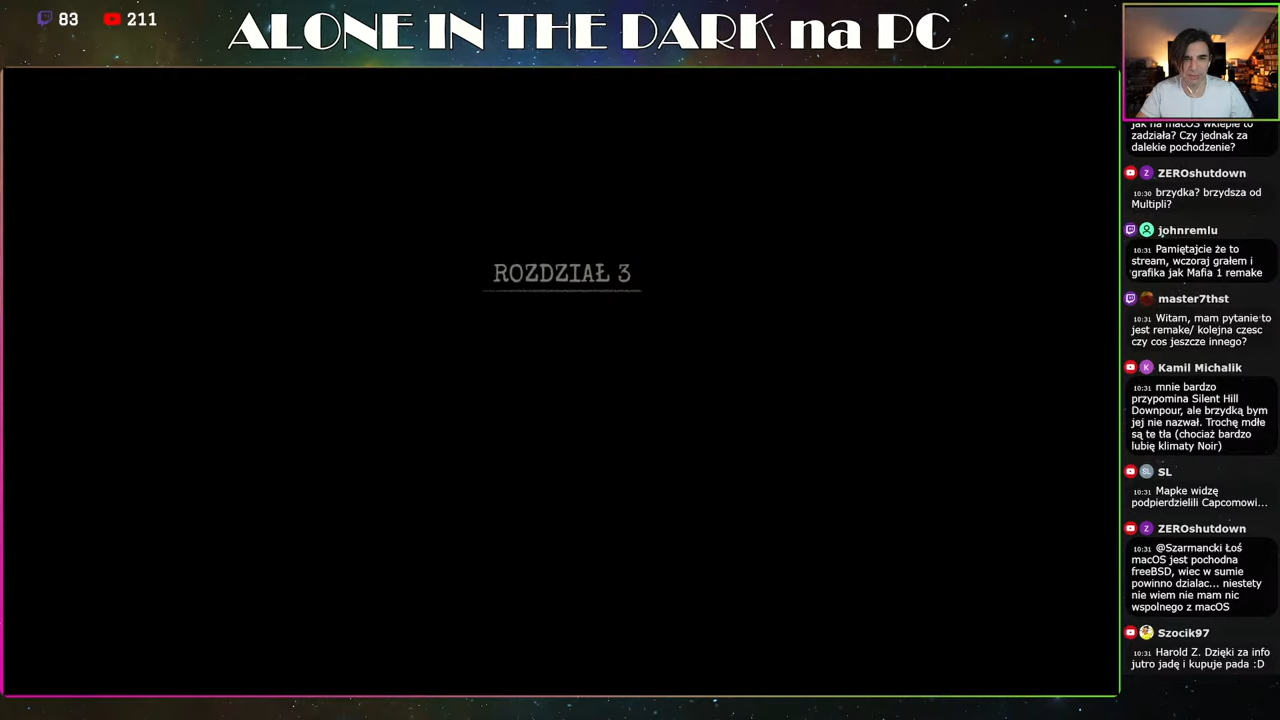 83
211
ALONE IN THE DARK na PC
ROZDZIAŁ 3
jak na macOS wklepie to
zadziała? Czy jednak za
dalekie pochodzenie?
Z ZEROshutdown
10:30 brzydka? brzydsza od
Multipli?
johnremlu
10:31 Pamiętajcie że to
stream, wczoraj grałem i
grafika jak Mafia 1 remake
master7thst
10:31 Witam, mam pytanie to
jest remake/ kolejna czesc
czy cos jeszcze innego?
K Kamil Michalik
10:31 mnie bardzo
przypomina Silent Hill
Downpour, ale brzydką bym
jej nie nazwał. Trochę mdłe
są te tła (chociaż bardzo
lubię klimaty Noir)
SL SL
10:31 Mapke widzę
podpierdzielili Capcomowi...
Z ZEROshutdown
10:31 @Szarmancki Łoś
macOS jest pochodna
freeBSD, wiec w sumie
powinno dzialac... niestety
nie wiem nie mam nic
wspolnego z macOS
Szocik97
10:31 Harold Z. Dzięki za info
jutro jadę i kupuje pada :D